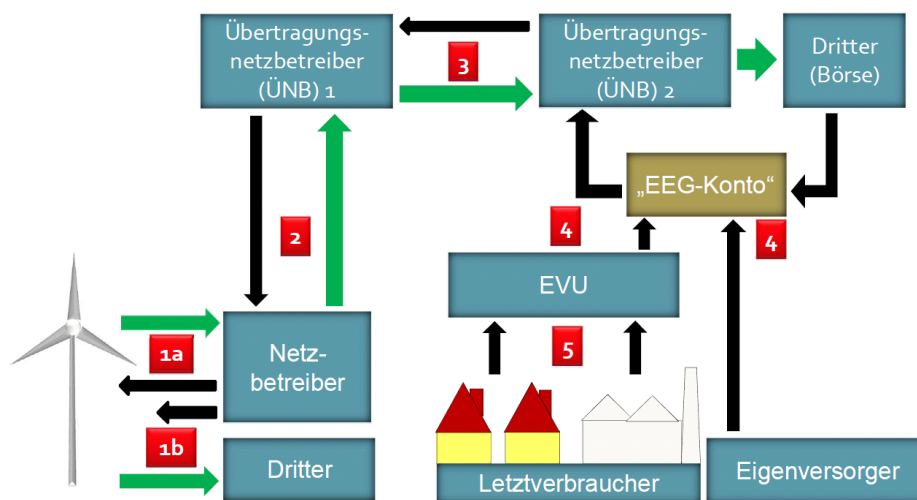 Übertragungs-
netzbetreiber
(ÜNB) 1
3
Übertragungs-
netzbetreiber
(ÜNB) 2
Dritter
(Börse)
„EEG-Konto“
2
4
4
EVU
1a
Netz-
betreiber
5
1b
Dritter
Letztverbraucher
Eigenversorger